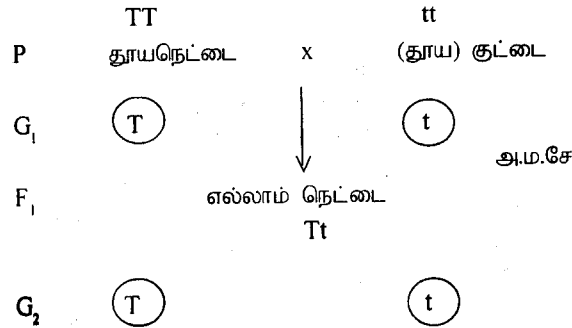 TT tt
P தூயநெட்டை x (தூய) குட்டை
G₁ T t
அ.ம.சே
F₁ எல்லாம் நெட்டை
Tt
G₂ T t